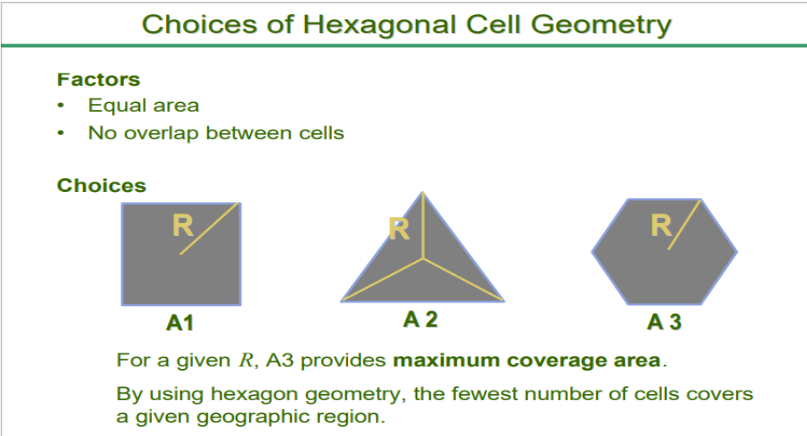 Choices of Hexagonal Cell Geometry
Factors
• Equal area
• No overlap between cells
Choices
R
R
R
A1
A 2
A 3
For a given R, A3 provides maximum coverage area.
By using hexagon geometry, the fewest number of cells covers
a given geographic region.